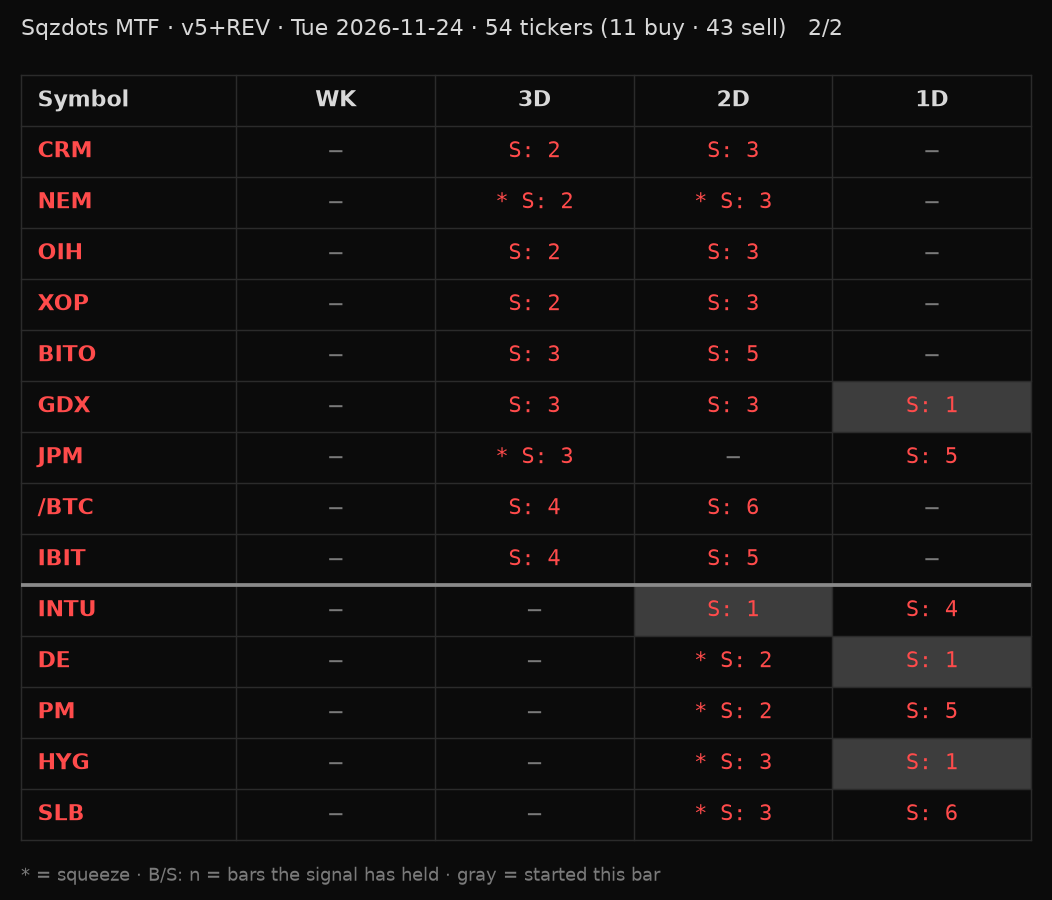 Sqzdots MTF · v5+REV · Tue 2026-11-24 · 54 tickers (11 buy · 43 sell) 2/2
Symbol WK 3D 2D 1D
CRM — S: 2 S: 3 —
NEM — * S: 2 * S: 3 —
OIH — S: 2 S: 3 —
XOP — S: 2 S: 3 —
BITO — S: 3 S: 5 —
GDX — S: 3 S: 3 S: 1
JPM — * S: 3 — S: 5
/BTC — S: 4 S: 6 —
IBIT — S: 4 S: 5 —
INTU — — S: 1 S: 4
DE — — * S: 2 S: 1
PM — — * S: 2 S: 5
HYG — — * S: 3 S: 1
SLB — — * S: 3 S: 6
* = squeeze · B/S: n = bars the signal has held · gray = started this bar